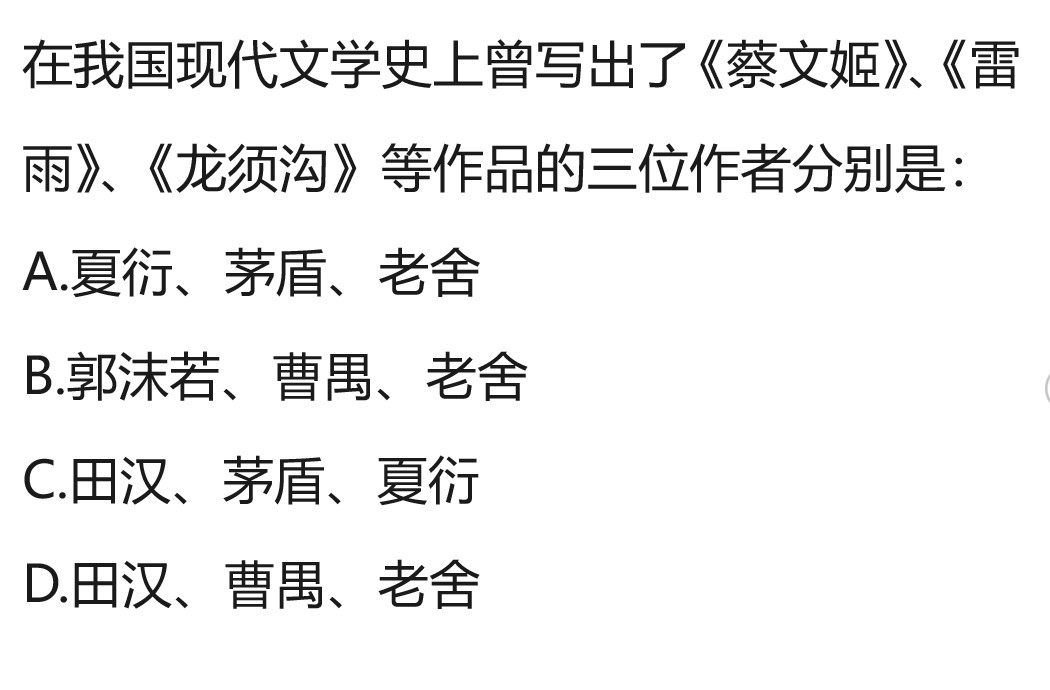 在我国现代文学史上曾写出了《蔡文姬》、《雷
雨》、《龙须沟》等作品的三位作者分别是：
A.夏衍、茅盾、老舍
B.郭沫若、曹禺、老舍
C.田汉、茅盾、夏衍
D.田汉、曹禺、老舍